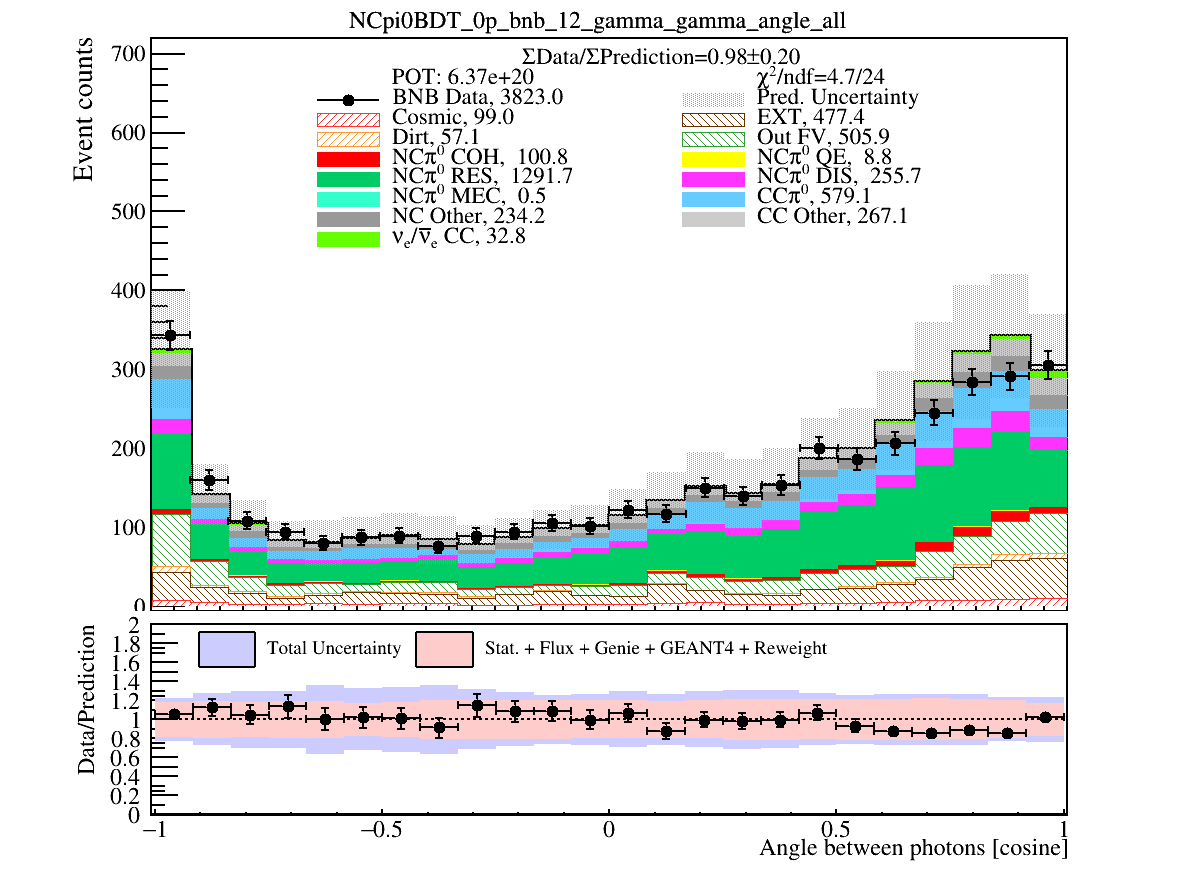 NCpi0BDT_0p_bnb_12_gamma_gamma_angle_all
ΣData/ΣPrediction=0.98±0.20
POT: 6.37e+20
χ²/ndf=4.7/24
BNB Data, 3823.0
Pred. Uncertainty
Cosmic, 99.0
EXT, 477.4
Dirt, 57.1
Out FV, 505.9
NCπ⁰ COH, 100.8
NCπ⁰ QE, 8.8
NCπ⁰ RES, 1291.7
NCπ⁰ DIS, 255.7
NCπ⁰ MEC, 0.5
CCπ⁰, 579.1
NC Other, 234.2
CC Other, 267.1
νₑ/ν̅ₑ CC, 32.8
Event counts
700
600
500
400
300
200
100
0
Total Uncertainty
Stat. + Flux + Genie + GEANT4 + Reweight
Data/Prediction
2
1.8
1.6
1.4
1.2
1
0.8
0.6
0.4
0.2
0
−1
−0.5
0
0.5
1
Angle between photons [cosine]